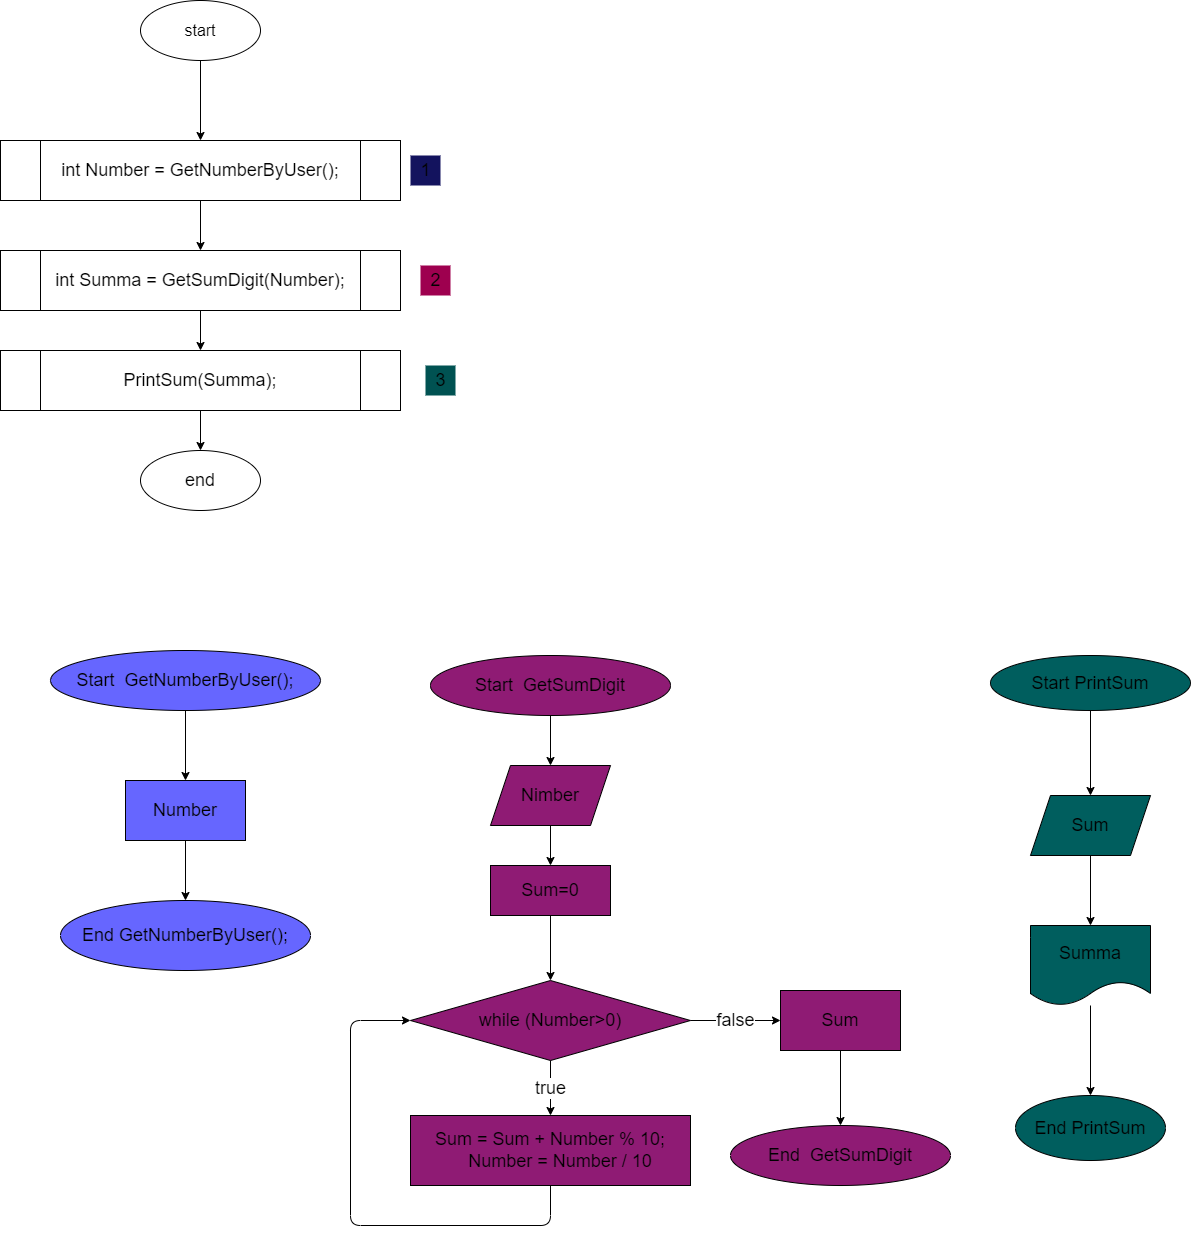 start
int Number = GetNumberByUser();
1
int Summa = GetSumDigit(Number);
2
PrintSum(Summa);
3
end
Start  GetNumberByUser();
Number
End GetNumberByUser();
Start  GetSumDigit
Nimber
Sum=0
while (Number>0)
false
Sum
true
Sum = Sum + Number % 10;
Number = Number / 10
End  GetSumDigit
Start PrintSum
Sum
Summa
End PrintSum